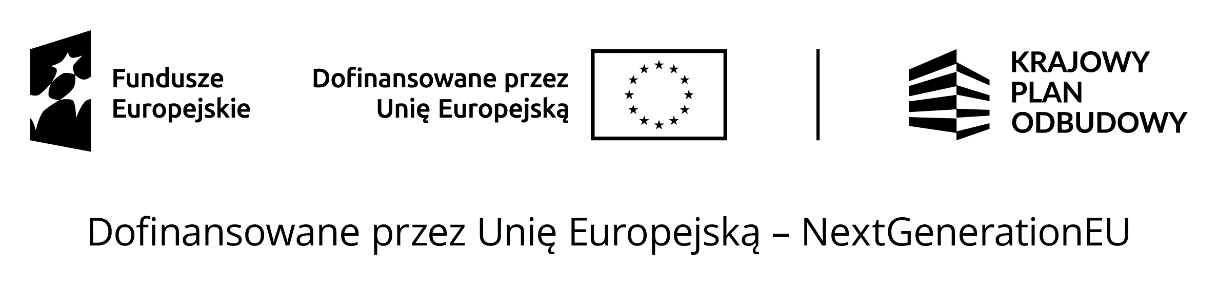 Fundusze
Europejskie
Dofinansowane przez
Unię Europejską
KRAJOWY
PLAN
ODBUDOWY
Dofinansowane przez Unię Europejską – NextGenerationEU